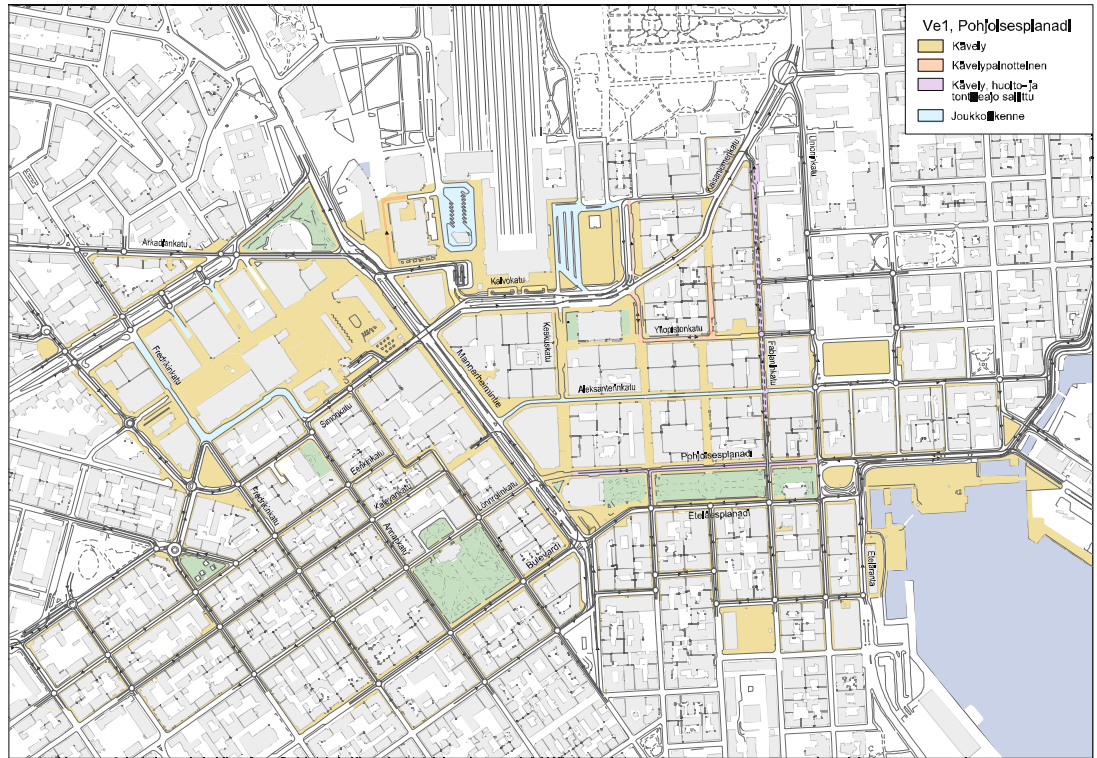 Ve1, Pohjoisesplanadi
Kävely
Kävelypainotteinen
Kävely, huolto- ja
tonttiajo sallittu
Joukkoliikenne
Kaisaniemenkatu
Unioninkatu
Arkadiankatu
Kaivokatu
Keskuskatu
Yliopistonkatu
Fabianinkatu
Fredrikinkatu
Mannerheimintie
Aleksanterinkatu
Simonkatu
Pohjoisesplanadi
Eerikinkatu
Fredrikinkatu
Kalevankatu
Lönnrotinkatu
Annankatu
Eteläesplanadi
Bulevardi
Eteläranta